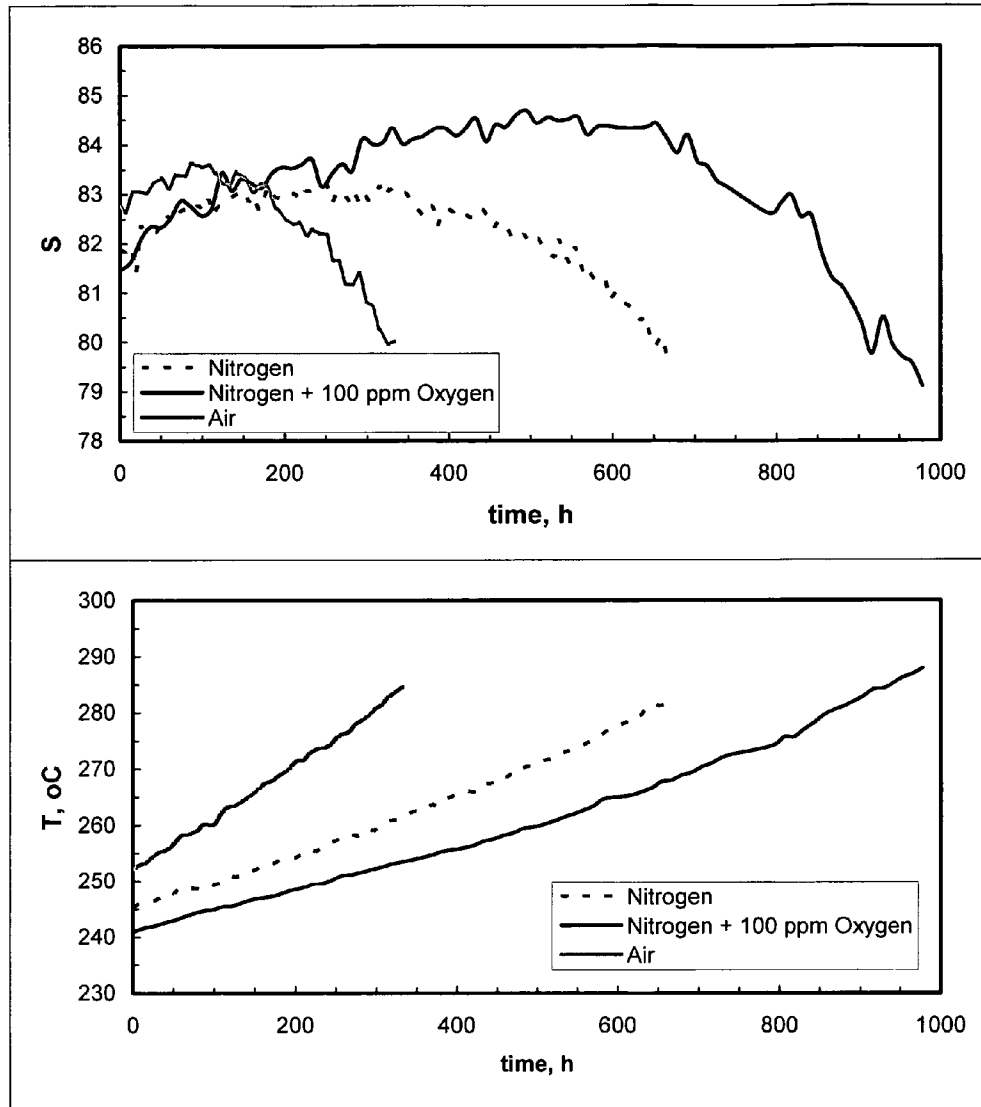 86
85
84
83
82
81
80
79
78
S
Nitrogen
Nitrogen + 100 ppm Oxygen
Air
0 200 400 600 800 1000
time, h
300
290
280
270
260
250
240
230
T, oC
Nitrogen
Nitrogen + 100 ppm Oxygen
Air
0 200 400 600 800 1000
time, h